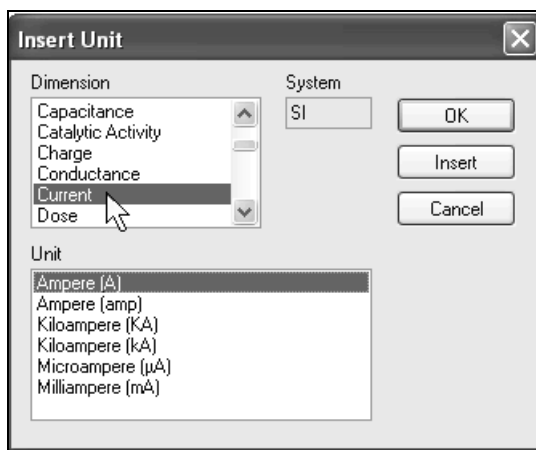 Insert Unit
Dimension
Capacitance
Catalytic Activity
Charge
Conductance
Current
Dose
System
SI
OK
Insert
Cancel
Unit
Ampere (A)
Ampere (amp)
Kiloampere (KA)
Kiloampere (kA)
Microampere (μA)
Milliampere (mA)